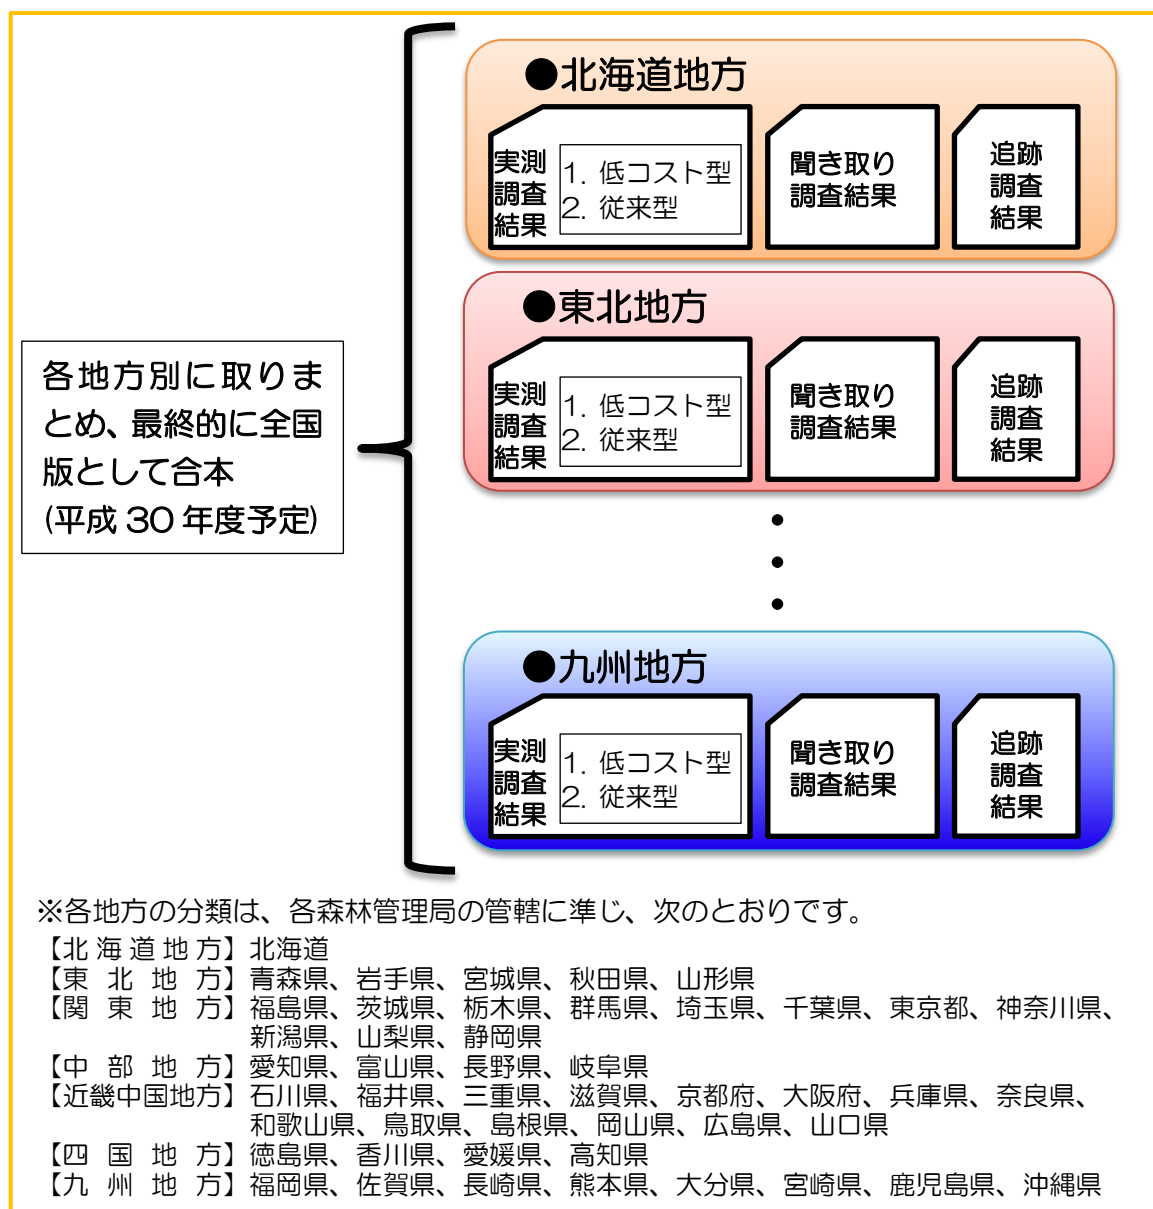 ●北海道地方
実測
調査
結果
1. 低コスト型
2. 従来型
聞き取り
調査結果
追跡
調査
結果
●東北地方
実測
調査
結果
1. 低コスト型
2. 従来型
聞き取り
調査結果
追跡
調査
結果
各地方別に取りま
とめ、最終的に全国
版として合本
(平成 30 年度予定)
●九州地方
実測
調査
結果
1. 低コスト型
2. 従来型
聞き取り
調査結果
追跡
調査
結果
※各地方の分類は、各森林管理局の管轄に準じ、次のとおりです。
【北 海 道 地 方】北海道
【東 北 地 方】青森県、岩手県、宮城県、秋田県、山形県
【関 東 地 方】福島県、茨城県、栃木県、群馬県、埼玉県、千葉県、東京都、神奈川県、
新潟県、山梨県、静岡県
【中 部 地 方】愛知県、富山県、長野県、岐阜県
【近畿中国地方】石川県、福井県、三重県、滋賀県、京都府、大阪府、兵庫県、奈良県、
和歌山県、鳥取県、島根県、岡山県、広島県、山口県
【四 国 地 方】徳島県、香川県、愛媛県、高知県
【九 州 地 方】福岡県、佐賀県、長崎県、熊本県、大分県、宮崎県、鹿児島県、沖縄県